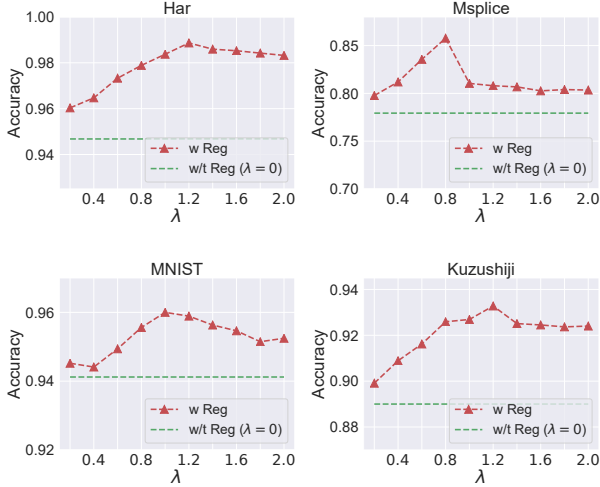 Har
1.00
0.98
0.96
0.94
Accuracy
w Reg
w/t Reg (λ = 0)
0.4 0.8 1.2 1.6 2.0
λ
Msplice
0.85
0.80
0.75
0.70
Accuracy
w Reg
w/t Reg (λ = 0)
0.4 0.8 1.2 1.6 2.0
λ
MNIST
0.96
0.94
0.92
Accuracy
w Reg
w/t Reg (λ = 0)
0.4 0.8 1.2 1.6 2.0
λ
Kuzushiji
0.94
0.92
0.90
0.88
Accuracy
w Reg
w/t Reg (λ = 0)
0.4 0.8 1.2 1.6 2.0
λ